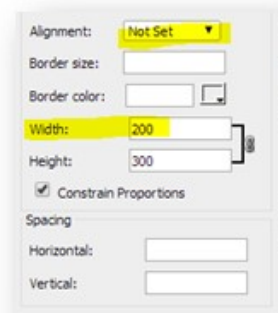 Alignment: Not Set
Border size:
Border color:
Width: 200
Height: 300
Constrain Proportions
Spacing
Horizontal:
Vertical: